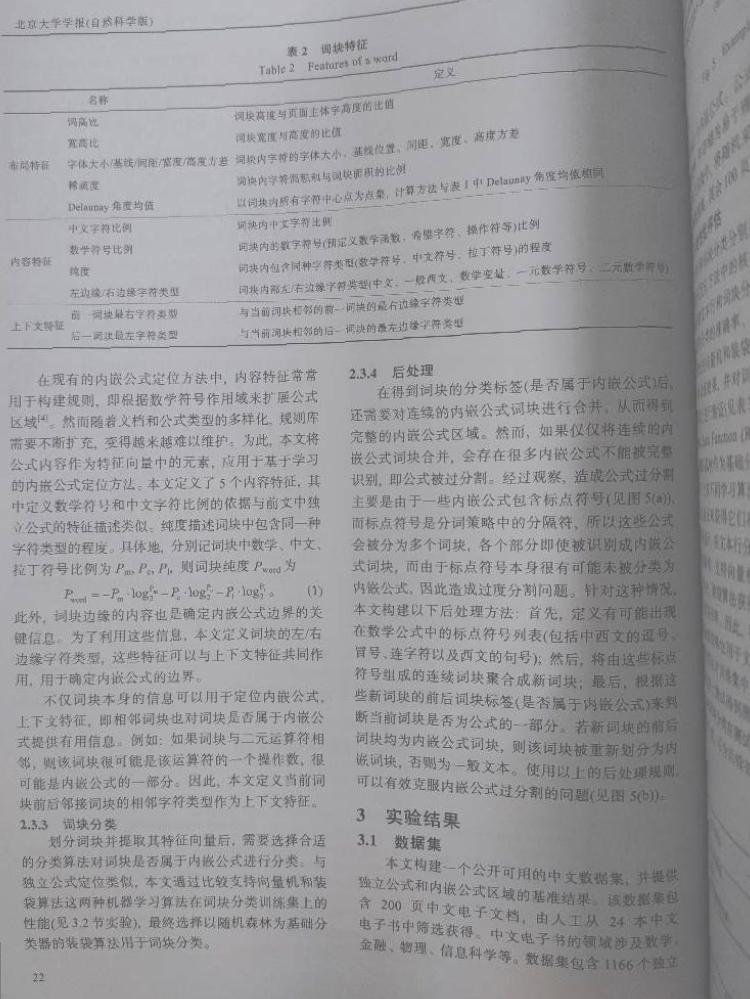 北京大学学报(自然科学版)
表 2 词块特征
Table 2 Features of a word
名称 定义
词高比 词块高度与页面主体字高度的比值
宽高比 词块宽度与高度的比值
布局特征 字体大小/基线/间距/宽度/高度方差 词块内字符的字体大小、基线位置、间距、宽度、高度方差
稀疏度 词块内字符面积和与词块面积的比例
Delaunay 角度均值 以词块内所有字符中心点为点集, 计算方法与表 1 中 Delaunay 角度均值相同
中文字符比例 词块内中文字符比例
数学符号比例 词块内的数字符号(预定义数学函数、希腊字符、操作符等)比例
内容特征 纯度 词块内包含同种字符类型(数学符号、中文符号、拉丁符号)的程度
左边缘/右边缘字符类型 词块内部左/右边缘字符类型(中文、一般西文、数学变量、一元数学符号、二元数学符号)
前一词块最右字符类型 与当前词块相邻的前一词块的最右边缘字符类型
上下文特征
后一词块最左字符类型 与当前词块相邻的后一词块的最左边缘字符类型
在现有的内嵌公式定位方法中, 内容特征常常
用于构建规则, 即根据数学符号作用域来扩展公式
区域[4]。然而随着文档和公式类型的多样化, 规则库
需要不断扩充, 变得越来越难以维护。为此, 本文将
公式内容作为特征向量中的元素, 应用于基于学习
的内嵌公式定位方法。本文定义了 5 个内容特征, 其
中定义数学符号和中文字符比例的依据与前文中独
立公式的特征描述类似。纯度描述词块中包含同一种
字符类型的程度。具体地, 分别记词块中数学、中文、
拉丁符号比例为 Pm, Pc, Pl, 则词块纯度 Pword 为
Pword = −Pm·log2^Pm − Pc·log2^Pc − Pl·log2^Pl。 (1)
此外, 词块边缘的内容也是确定内嵌公式边界的关
键信息。为了利用这些信息, 本文定义词块的左/右
边缘字符类型, 这些特征可以与上下文特征共同作
用, 用于确定内嵌公式的边界。
不仅词块本身的信息可以用于定位内嵌公式,
上下文特征, 即相邻词块也对词块是否属于内嵌公
式提供有用信息。例如: 如果词块与二元运算符相
邻, 则该词块很可能是该运算符的一个操作数, 很
可能是内嵌公式的一部分。因此, 本文定义当前词
块前后邻接词块的相邻字符类型作为上下文特征。
2.3.3 词块分类
划分词块并提取其特征向量后, 需要选择合适
的分类算法对词块是否属于内嵌公式进行分类。与
独立公式定位类似, 本文通过比较支持向量机和装
袋算法这两种机器学习算法在词块分类训练集上的
性能(见 3.2 节实验), 最终选择以随机森林为基础分
类器的装袋算法用于词块分类。
22
2.3.4 后处理
在得到词块的分类标签(是否属于内嵌公式)后,
还需要对连续的内嵌公式词块进行合并, 从而得到
完整的内嵌公式区域。然而, 如果仅仅将连续的内
嵌公式词块合并, 会存在很多内嵌公式不能被完整
识别, 即公式被过分割。经过观察, 造成公式过分割
主要是由于一些内嵌公式包含标点符号(见图 5(a)),
而标点符号是分词策略中的分隔符, 所以这些公式
会被分为多个词块, 各个部分即使被识别成内嵌公
式词块, 而由于标点符号本身很有可能未被分类为
内嵌公式, 因此造成过度分割问题。针对这种情况,
本文构建以下后处理方法: 首先, 定义有可能出现
在数学公式中的标点符号列表(包括中西文的逗号、
冒号、连字符以及西文的句号); 然后, 将由这些标点
符号组成的连续词块聚合成新词块; 最后, 根据这
些新词块的前后词块标签(是否属于内嵌公式)来判
断当前词块是否为公式的一部分。若新词块的前后
词块均为内嵌公式词块, 则该词块被重新划分为内
嵌词块, 否则为一般文本。使用以上的后处理规则,
可以有效克服内嵌公式过分割的问题(见图 5(b))。
3 实验结果
3.1 数据集
本文构建一个公开可用的中文数据集, 并提供
独立公式和内嵌公式区域的基准结果。该数据集包
含 200 页中文电子文档, 由人工从 24 本中文
电子书中筛选获得。中文电子书的领域涉及数学、
金融、物理、信息科学等。数据集包含 1166 个独立